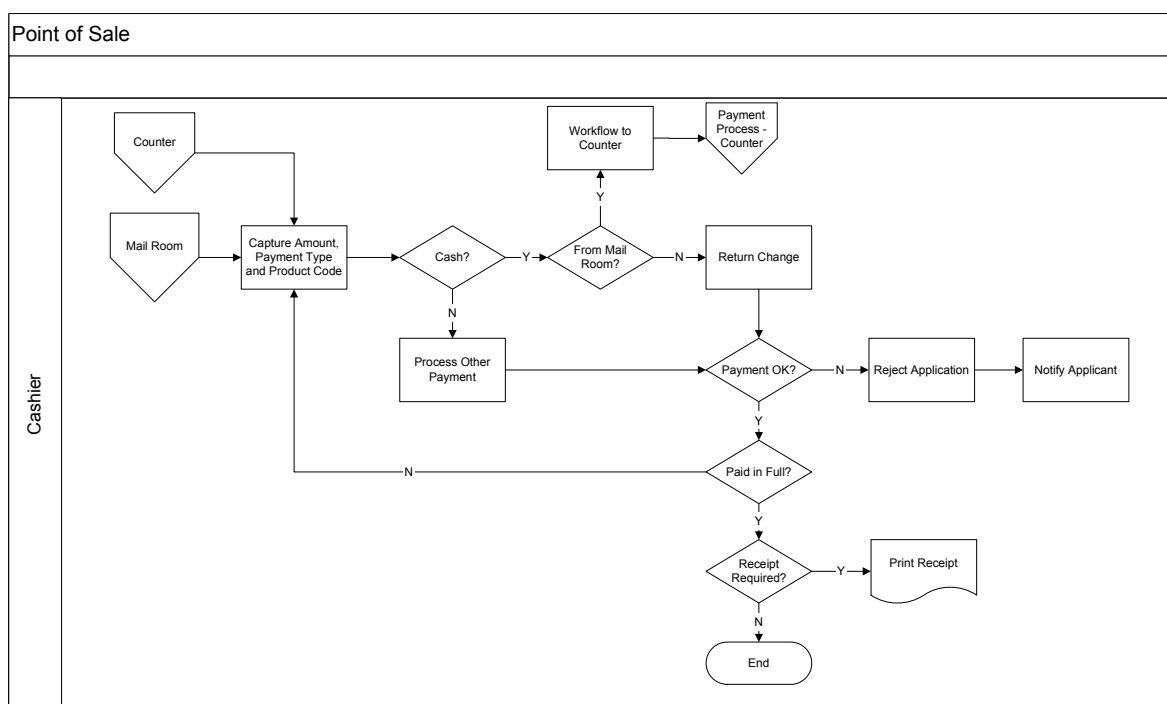 Point of Sale
Cashier
Counter
Workflow to
Counter
Payment
Process -
Counter
Y
Mail Room
Capture Amount,
Payment Type
and Product Code
Cash?
Y
From Mail
Room?
N
Return Change
N
Process Other
Payment
Payment OK?
N
Reject Application
Notify Applicant
Y
N
Paid in Full?
Y
Receipt
Required?
Y
Print Receipt
N
End